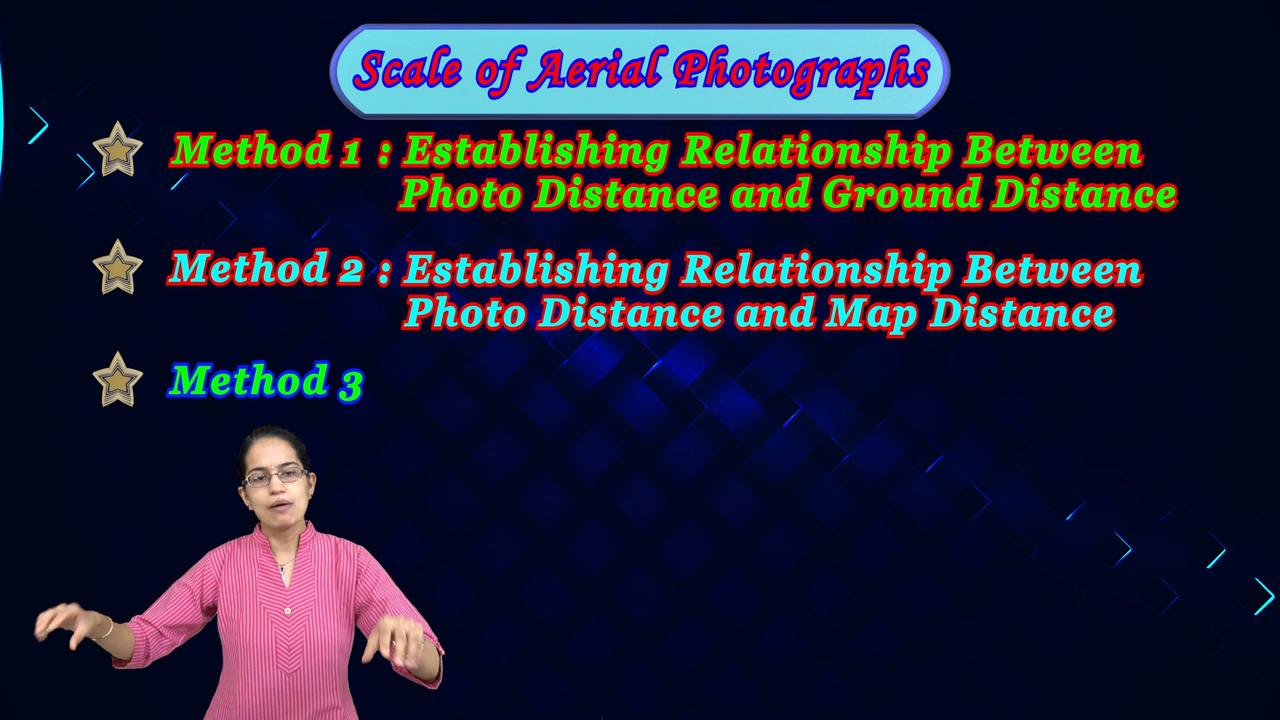 Scale of Aerial Photographs
Method 1 : Establishing Relationship Between
Photo Distance and Ground Distance
Method 2 : Establishing Relationship Between
Photo Distance and Map Distance
Method 3